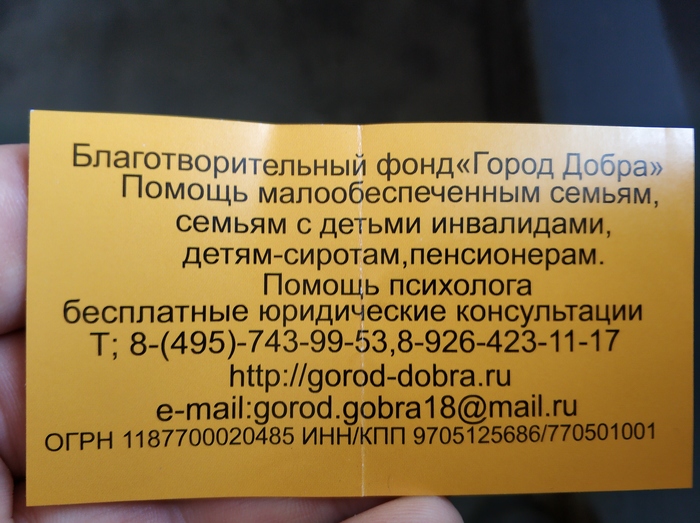 Благотворительный фонд«Город Добра»
Помощь малообеспеченным семьям,
семьям с детьми инвалидами,
детям-сиротам,пенсионерам.
Помощь психолога
бесплатные юридические консультации
Т; 8-(495)-743-99-53,8-926-423-11-17
http://gorod-dobra.ru
e-mail:gorod.gobra18@mail.ru
ОГРН 1187700020485 ИНН/КПП 9705125686/770501001